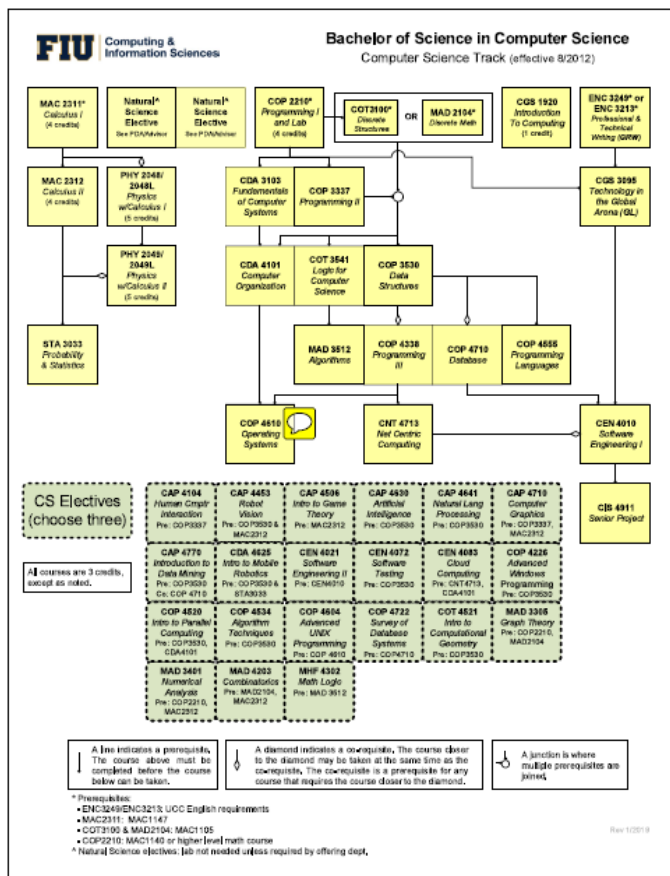 FIU
Computing &
Information Sciences
Bachelor of Science in Computer Science
Computer Science Track (effective 8/2012)
MAC 2311*
Calculus I
(4 credits)
Natural^
Science
Elective
See PDA/Advisor
Natural^
Science
Elective
See PDA/Advisor
COP 2210*
Programming I
and Lab
(4 credits)
COT3100*
Discrete
Structures
OR
MAD 2104*
Discrete Math
CGS 1920
Introduction
To Computing
(1 credit)
ENC 3249* or
ENC 3213*
Professional &
Technical
Writing (GRW)
MAC 2312
Calculus II
(4 credits)
PHY 2048/
2048L
Physics
w/Calculus I
(5 credits)
CDA 3103
Fundamentals
of Computer
Systems
COP 3337
Programming II
CGS 3095
Technology in
the Global
Arena (GL)
PHY 2049/
2049L
Physics
w/Calculus II
(5 credits)
CDA 4101
Computer
Organization
COT 3541
Logic for
Computer
Science
COP 3530
Data
Structures
STA 3033
Probability
& Statistics
MAD 3512
Algorithms
COP 4338
Programming
III
COP 4710
Database
COP 4555
Programming
Languages
COP 4610
Operating
Systems
CNT 4713
Net Centric
Computing
CEN 4010
Software
Engineering I
CIS 4911
Senior Project
CS Electives
(choose three)
All courses are 3 credits,
except as noted.
CAP 4104
Human Cmptr
Interaction
Pre: COP3337
CAP 4453
Robot
Vision
Pre: COP3530 &
MAC2312
CAP 4506
Intro to Game
Theory
Pre: MAC2312
CAP 4630
Artificial
Intelligence
Pre: COP3530
CAP 4641
Natural Lang
Processing
Pre: COP3530
CAP 4710
Computer
Graphics
Pre: COP3337,
MAC2312
CAP 4770
Introduction to
Data Mining
Pre: COP3530
Co: COP 4710
CDA 4625
Intro to Mobile
Robotics
Pre: COP3530 &
STA3033
CEN 4021
Software
Engineering II
Pre: CEN4010
CEN 4072
Software
Testing
Pre: COP3530
CEN 4083
Cloud
Computing
Pre: CNT4713,
CDA4101
COP 4226
Advanced
Windows
Programming
Pre: COP3530
COP 4520
Intro to Parallel
Computing
Pre: COP3530,
CDA4101
COP 4534
Algorithm
Techniques
Pre: COP3530
COP 4604
Advanced
UNIX
Programming
Pre: COP 4610
COP 4722
Survey of
Database
Systems
Pre: COP4710
COT 4521
Intro to
Computational
Geometry
Pre: COP3530
MAD 3305
Graph Theory
Pre: COP2210,
MAD2104
MAD 3401
Numerical
Analysis
Pre: COP2210,
MAC2312
MAD 4203
Combinatorics
Pre: MAD2104,
MAC2312
MHF 4302
Math Logic
Pre: MAD 3512
A line indicates a prerequisite.
The course above must be
completed before the course
below can be taken.
A diamond indicates a co-requisite. The course closer
to the diamond may be taken at the same time as the
co-requisite. The co-requisite is a prerequisite for any
course that requires the course closer to the diamond.
A junction is where
multiple prerequisites are
joined.
* Prerequisites:
• ENC3249/ENC3213: UCC English requirements
• MAC2311: MAC1147
• COT3100 & MAD2104: MAC1105
• COP2210: MAC1140 or higher level math course
^ Natural Science electives: lab not needed unless required by offering dept.
Rev 1/2019